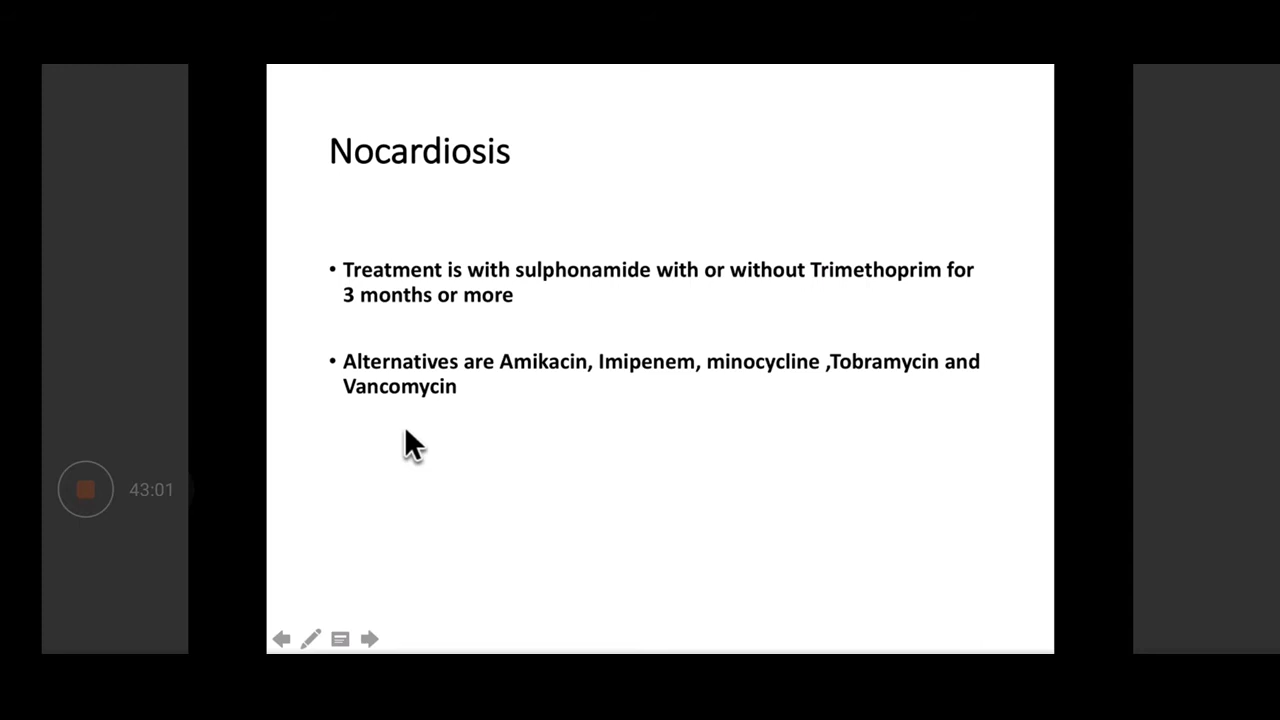 Nocardiosis
• Treatment is with sulphonamide with or without Trimethoprim for
3 months or more
• Alternatives are Amikacin, Imipenem, minocycline ,Tobramycin and
Vancomycin
43:01